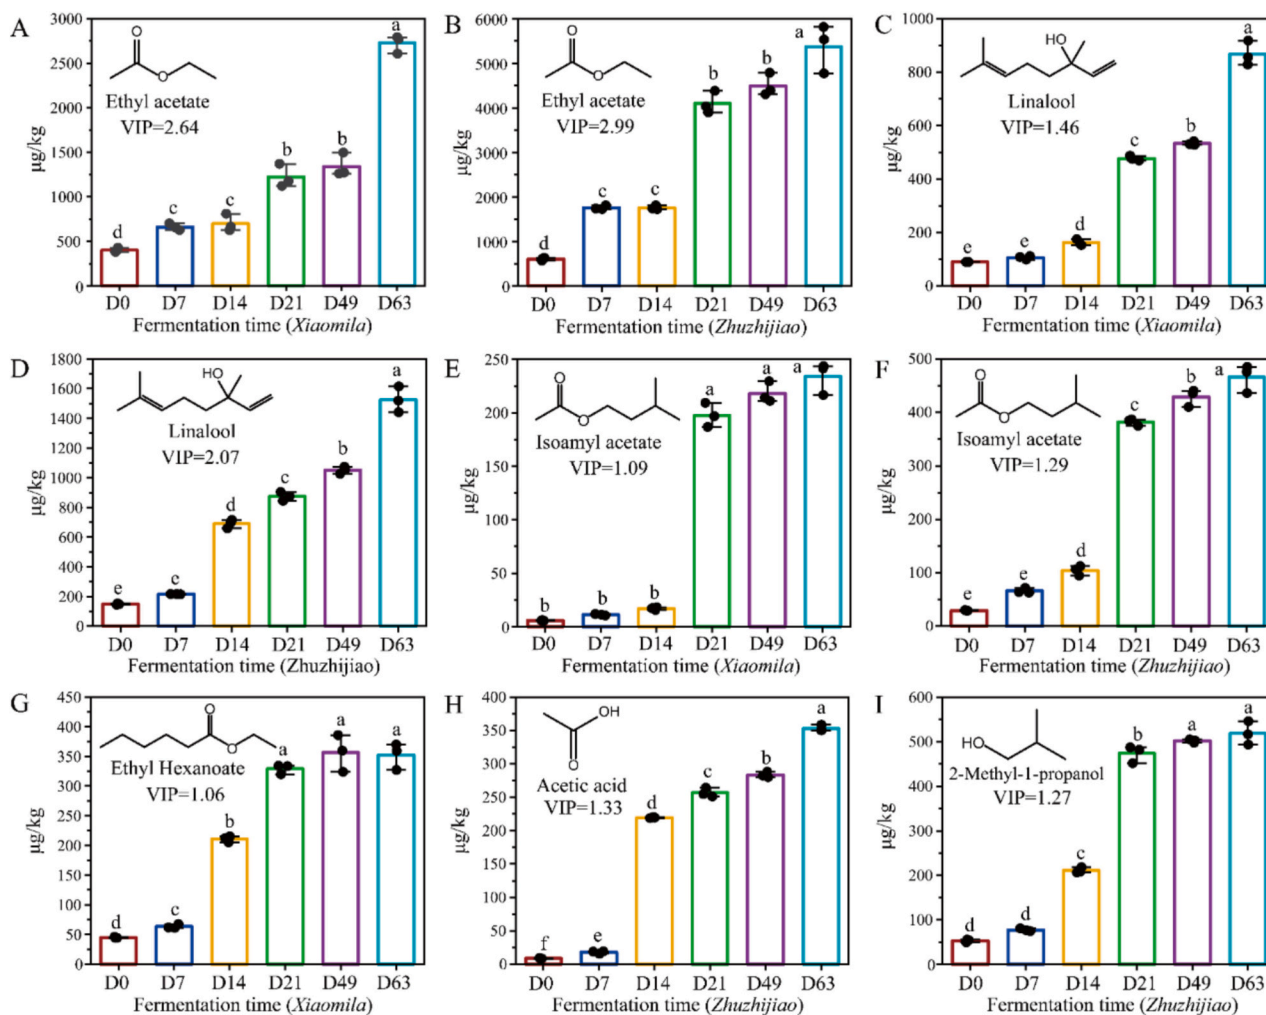 A
3000
2500
2000
1500
1000
500
0
µg/kg
O
O
Ethyl acetate
VIP=2.64
d
c
c
b
b
a
D0 D7 D14 D21 D49 D63
Fermentation time (Xiaomila)
B
6000
5000
4000
3000
2000
1000
0
µg/kg
O
O
Ethyl acetate
VIP=2.99
d
c
c
b
b
a
D0 D7 D14 D21 D49 D63
Fermentation time (Zhuzhijiao)
C
1000
800
600
400
200
0
µg/kg
HO
Linalool
VIP=1.46
e
e
d
c
b
a
D0 D7 D14 D21 D49 D63
Fermentation time (Xiaomila)
D
1800
1600
1400
1200
1000
800
600
400
200
0
µg/kg
HO
Linalool
VIP=2.07
e
e
d
c
b
a
D0 D7 D14 D21 D49 D63
Fermentation time (Zhuzhijiao)
E
250
200
150
100
50
0
µg/kg
O
O
Isoamyl acetate
VIP=1.09
b
b
b
a
a
a
D0 D7 D14 D21 D49 D63
Fermentation time (Xiaomila)
F
500
400
300
200
100
0
µg/kg
O
O
Isoamyl acetate
VIP=1.29
e
e
d
c
b
a
D0 D7 D14 D21 D49 D63
Fermentation time (Zhuzhijiao)
G
450
400
350
300
250
200
150
100
50
0
µg/kg
O
O
Ethyl Hexanoate
VIP=1.06
d
c
b
a
a
a
D0 D7 D14 D21 D49 D63
Fermentation time (Xiaomila)
H
400
350
300
250
200
150
100
50
0
µg/kg
OH
O
Acetic acid
VIP=1.33
f
e
d
c
b
a
D0 D7 D14 D21 D49 D63
Fermentation time (Zhuzhijiao)
I
600
500
400
300
200
100
0
µg/kg
HO
2-Methyl-1-propanol
VIP=1.27
d
d
c
b
a
a
D0 D7 D14 D21 D49 D63
Fermentation time (Zhuzhijiao)